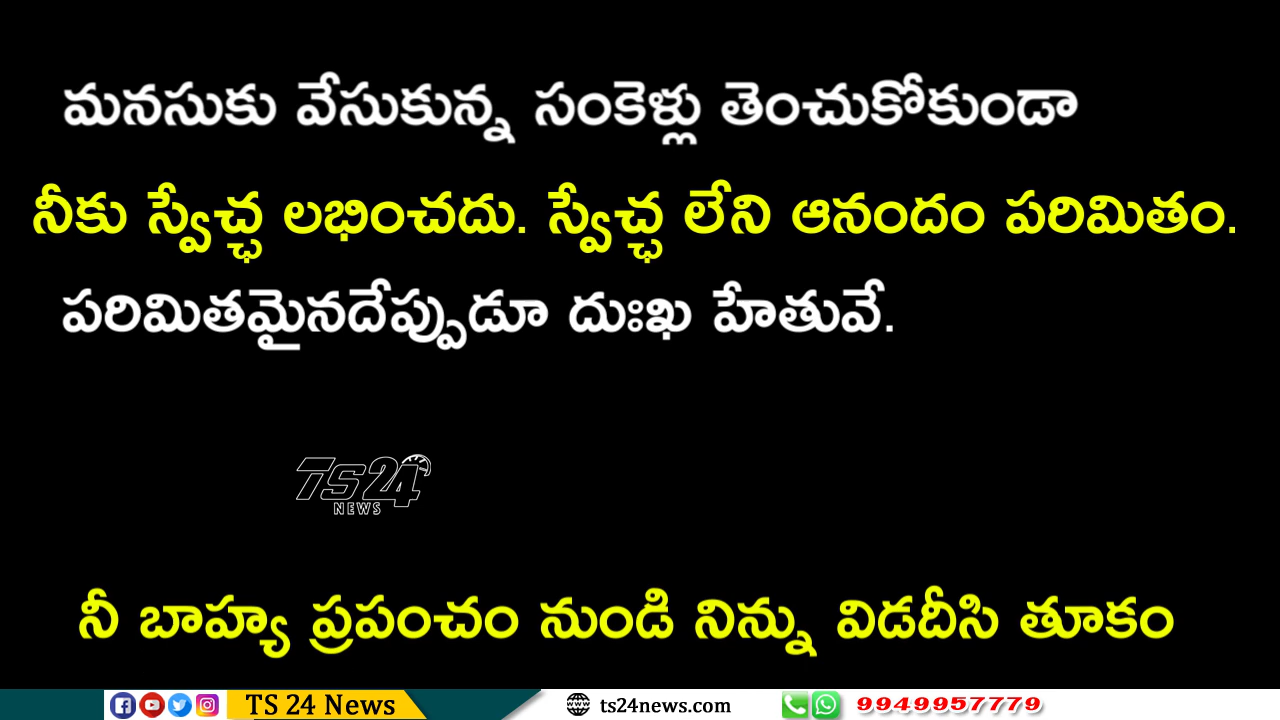 మనసుకు వేసుకున్న సంకెళ్లు తెంచుకోకుండా
నీకు స్వేచ్ఛ లభించదు. స్వేచ్ఛ లేని ఆనందం పరిమితం.
పరిమితమైనదేప్పుడూ దుఃఖ హేతువే.
TS24
NEWS
నీ బాహ్య ప్రపంచం నుండి నిన్ను విడదీసి తూకం
TS 24 News ts24news.com 9949957779